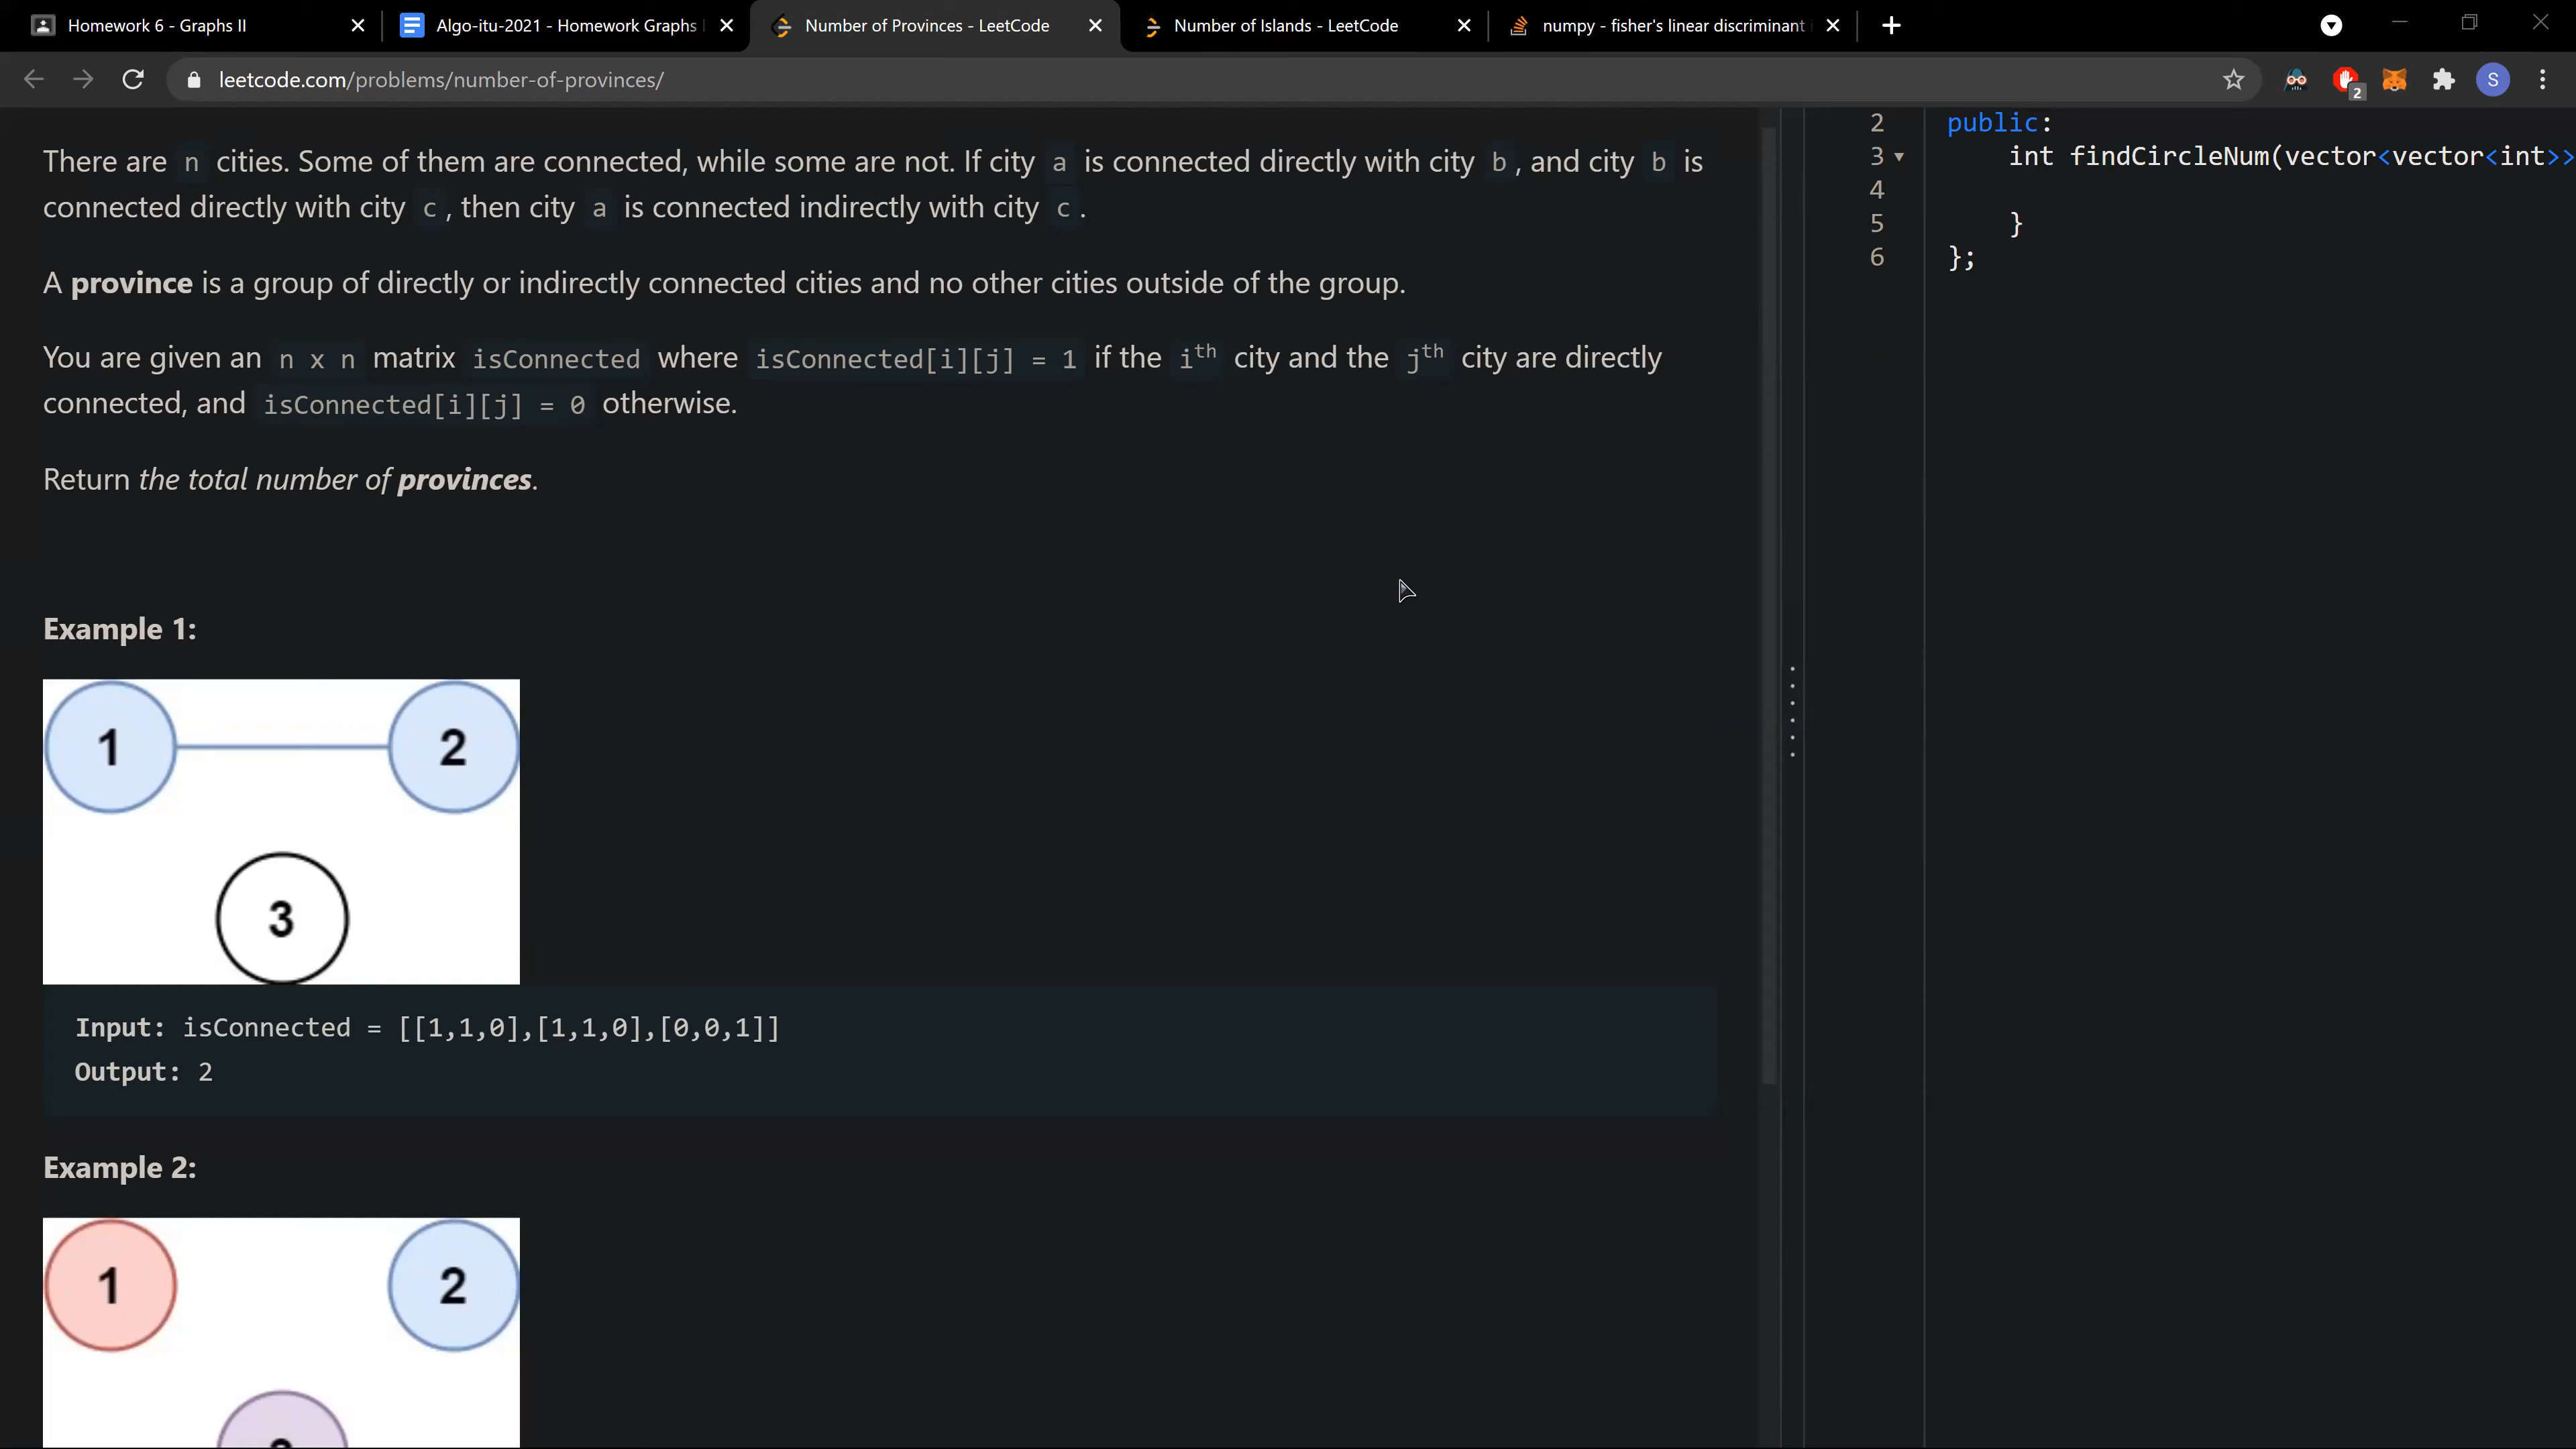 Homework 6 - Graphs II
Algo-itu-2021 - Homework Graphs
Number of Provinces - LeetCode
Number of Islands - LeetCode
numpy - fisher's linear discriminant
leetcode.com/problems/number-of-provinces/
2
S
There are n cities. Some of them are connected, while some are not. If city a is connected directly with city b, and city b is
connected directly with city c, then city a is connected indirectly with city c.
A province is a group of directly or indirectly connected cities and no other cities outside of the group.
You are given an n x n matrix isConnected where isConnected[i][j] = 1 if the ith city and the jth city are directly
connected, and isConnected[i][j] = 0 otherwise.
Return the total number of provinces.
Example 1:
1
2
3
Input: isConnected = [[1,1,0],[1,1,0],[0,0,1]]
Output: 2
Example 2:
1
2
2 public:
3 int findCircleNum(vector<vector<int>>
4
5 }
6 };